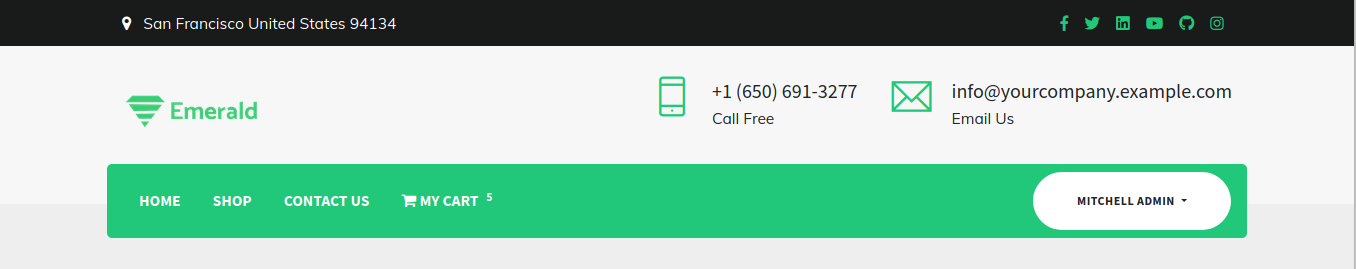 San Francisco United States 94134
Emerald
+1 (650) 691-3277
Call Free
info@yourcompany.example.com
Email Us
HOME SHOP CONTACT US MY CART 5 MITCHELL ADMIN